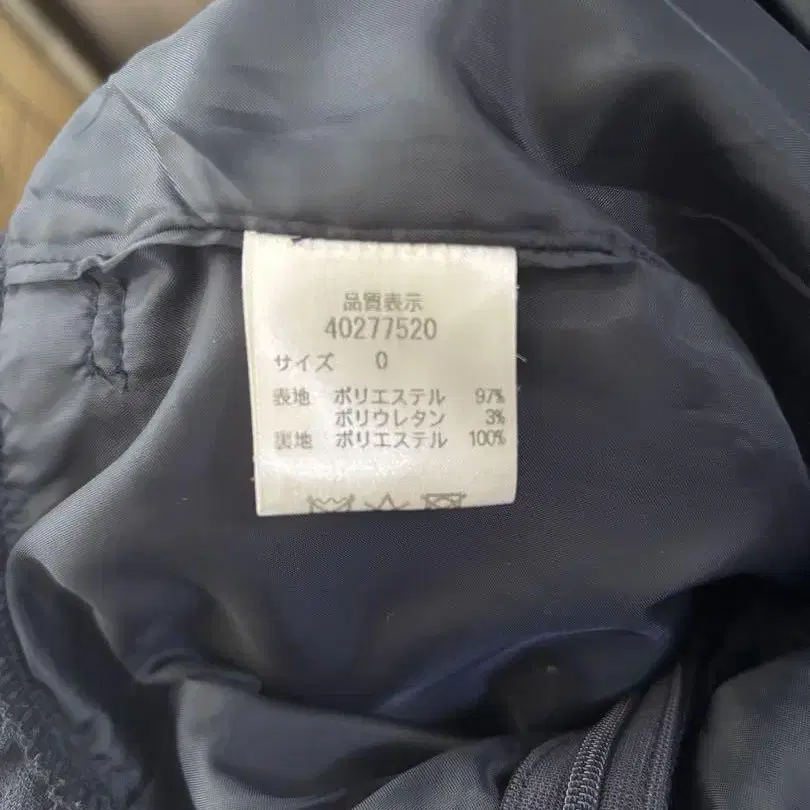 品質表示
40277520
サイズ 0
表地 ポリエステル 97%
ポリウレタン 3%
裏地 ポリエステル 100%